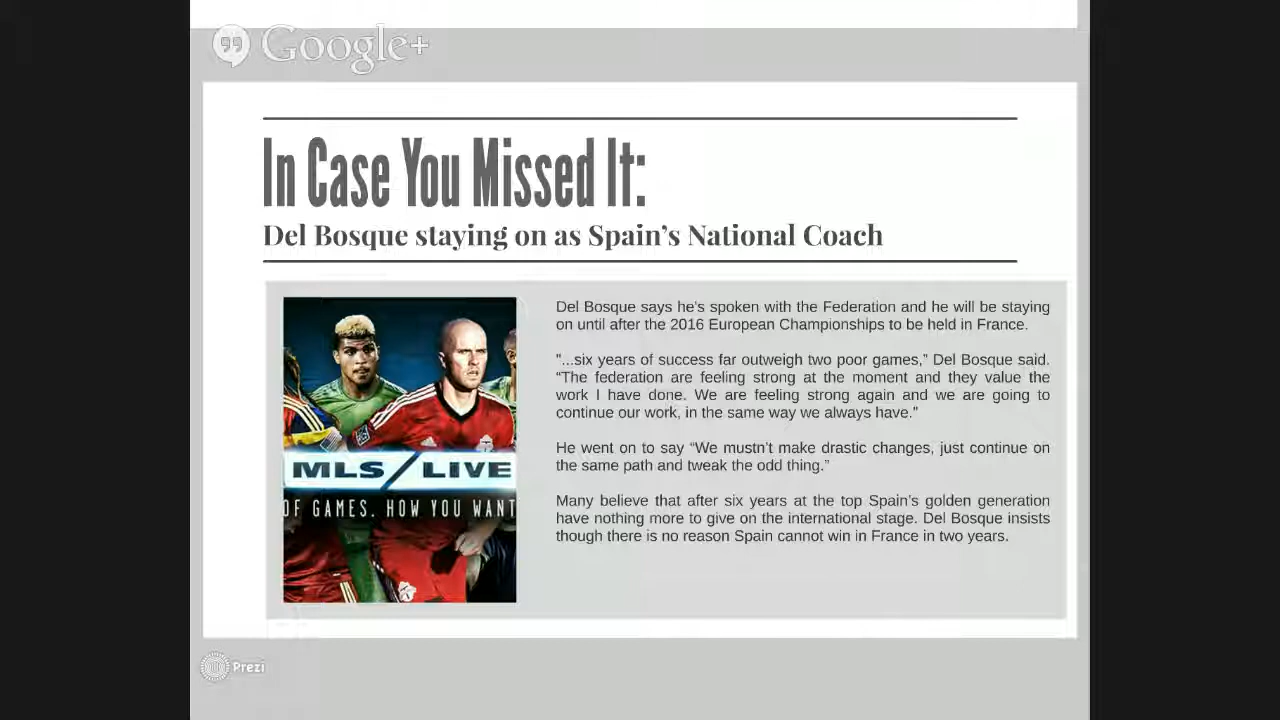 Google+
In Case You Missed It:
Del Bosque staying on as Spain’s National Coach
MLS/LIVE
OF GAMES. HOW YOU WANT
Del Bosque says he's spoken with the Federation and he will be staying
on until after the 2016 European Championships to be held in France.
"...six years of success far outweigh two poor games,” Del Bosque said.
“The federation are feeling strong at the moment and they value the
work I have done. We are feeling strong again and we are going to
continue our work, in the same way we always have.”
He went on to say “We mustn’t make drastic changes, just continue on
the same path and tweak the odd thing.”
Many believe that after six years at the top Spain’s golden generation
have nothing more to give on the international stage. Del Bosque insists
though there is no reason Spain cannot win in France in two years.
Prezi